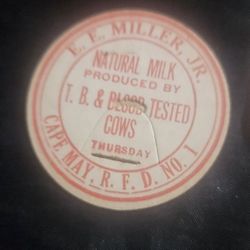 E. E. MILLER, JR.
NATURAL MILK
PRODUCED BY
T. B. & BLOOD TESTED
COWS
THURSDAY
CAPE MAY. R. F. D. NO. 1